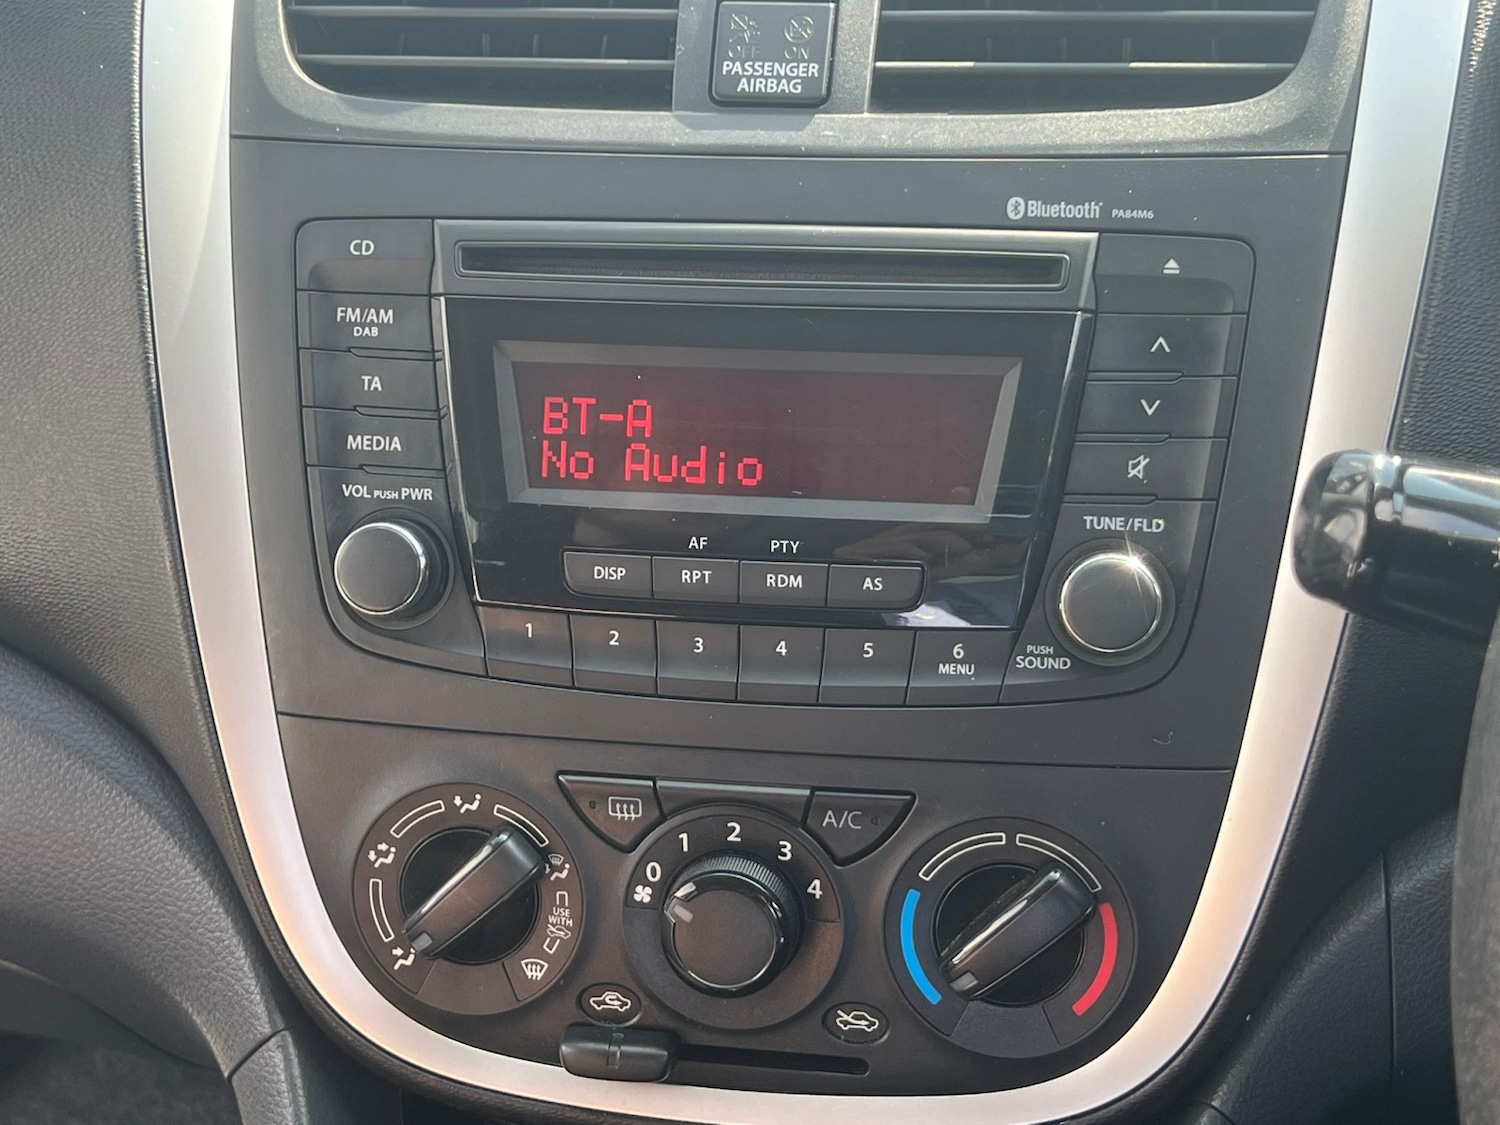 OFF ON
PASSENGER
AIRBAG
Bluetooth PA84M6
CD
FM/AM
DAB
TA
MEDIA
VOL PUSH PWR
BT-A
No Audio
TUNE/FLD
AF PTY
DISP RPT RDM AS
1 2 3 4 5 6
MENU
PUSH
SOUND
A/C
0 1 2 3 4
USE
WITH